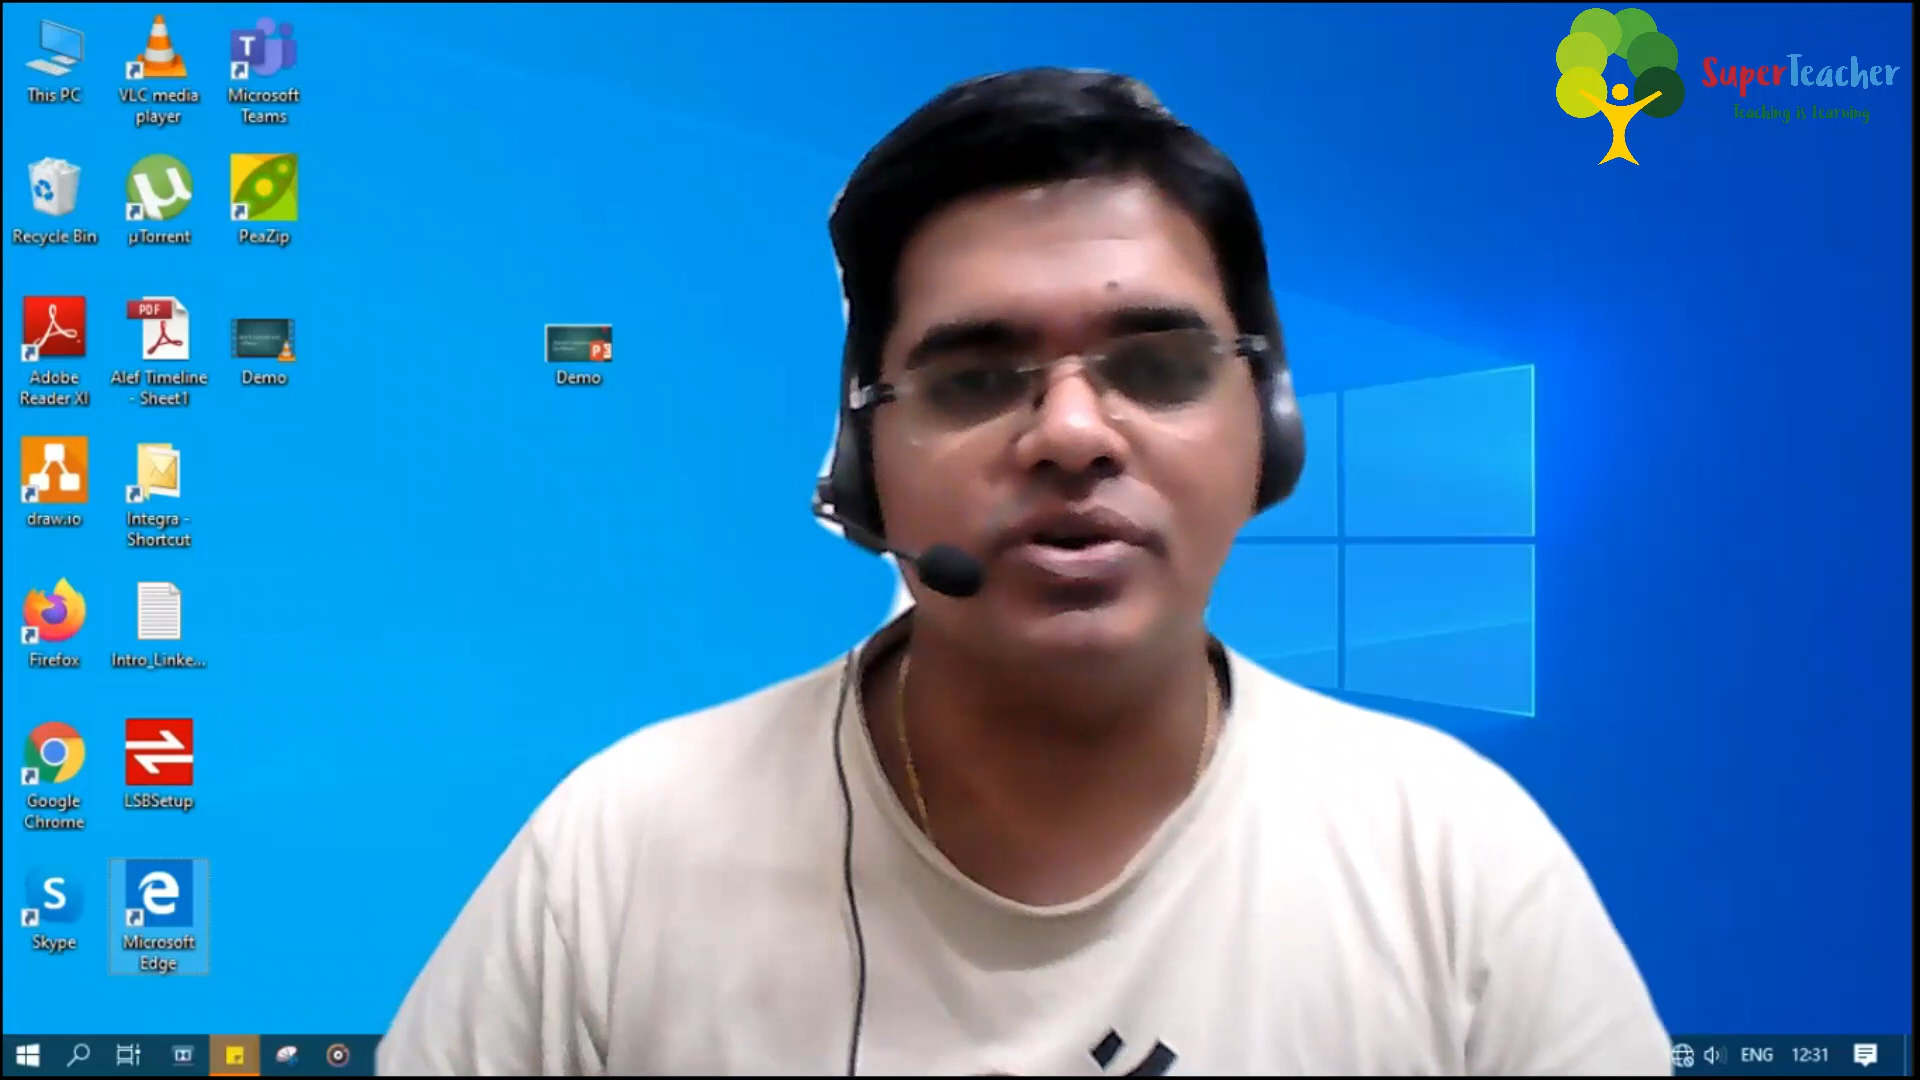 This PC
VLC media
player
Microsoft
Teams
T
SuperTeacher
Teaching is Learning
Recycle Bin
µTorrent
PeaZip
PDF
Adobe
Reader XI
Alef Timeline
- Sheet1
Demo
Demo
draw.io
Integra -
Shortcut
Firefox
Intro_Linke...
Google
Chrome
LSBSetup
S
Skype
Microsoft
Edge
ENG
12:31